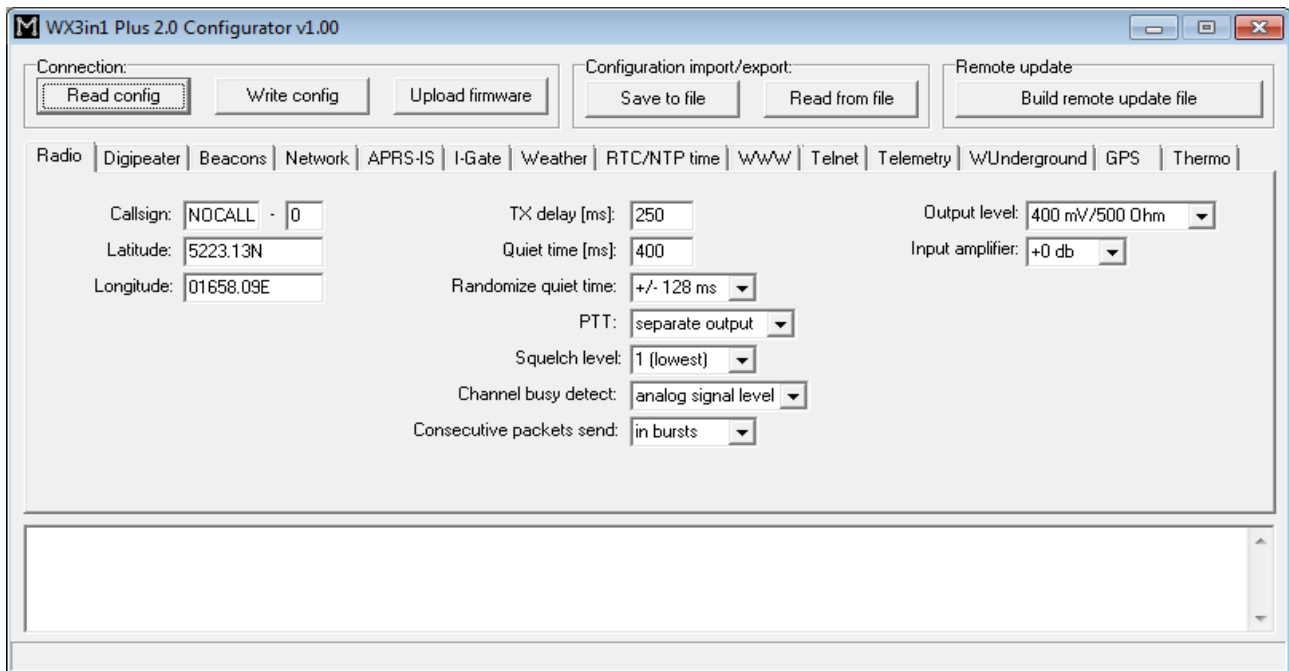 WX3in1 Plus 2.0 Configurator v1.00
Connection: Configuration import/export: Remote update
Read config Write config Upload firmware Save to file Read from file Build remote update file
Radio Digipeater Beacons Network APRS-IS I-Gate Weather RTC/NTP time WWW Telnet Telemetry WUnderground GPS Thermo
Callsign: NOCALL - 0 TX delay [ms]: 250 Output level: 400 mV/500 Ohm
Latitude: 5223.13N Quiet time [ms]: 400 Input amplifier: +0 db
Longitude: 01658.09E Randomize quiet time: +/- 128 ms
PTT: separate output
Squelch level: 1 (lowest)
Channel busy detect: analog signal level
Consecutive packets send: in bursts